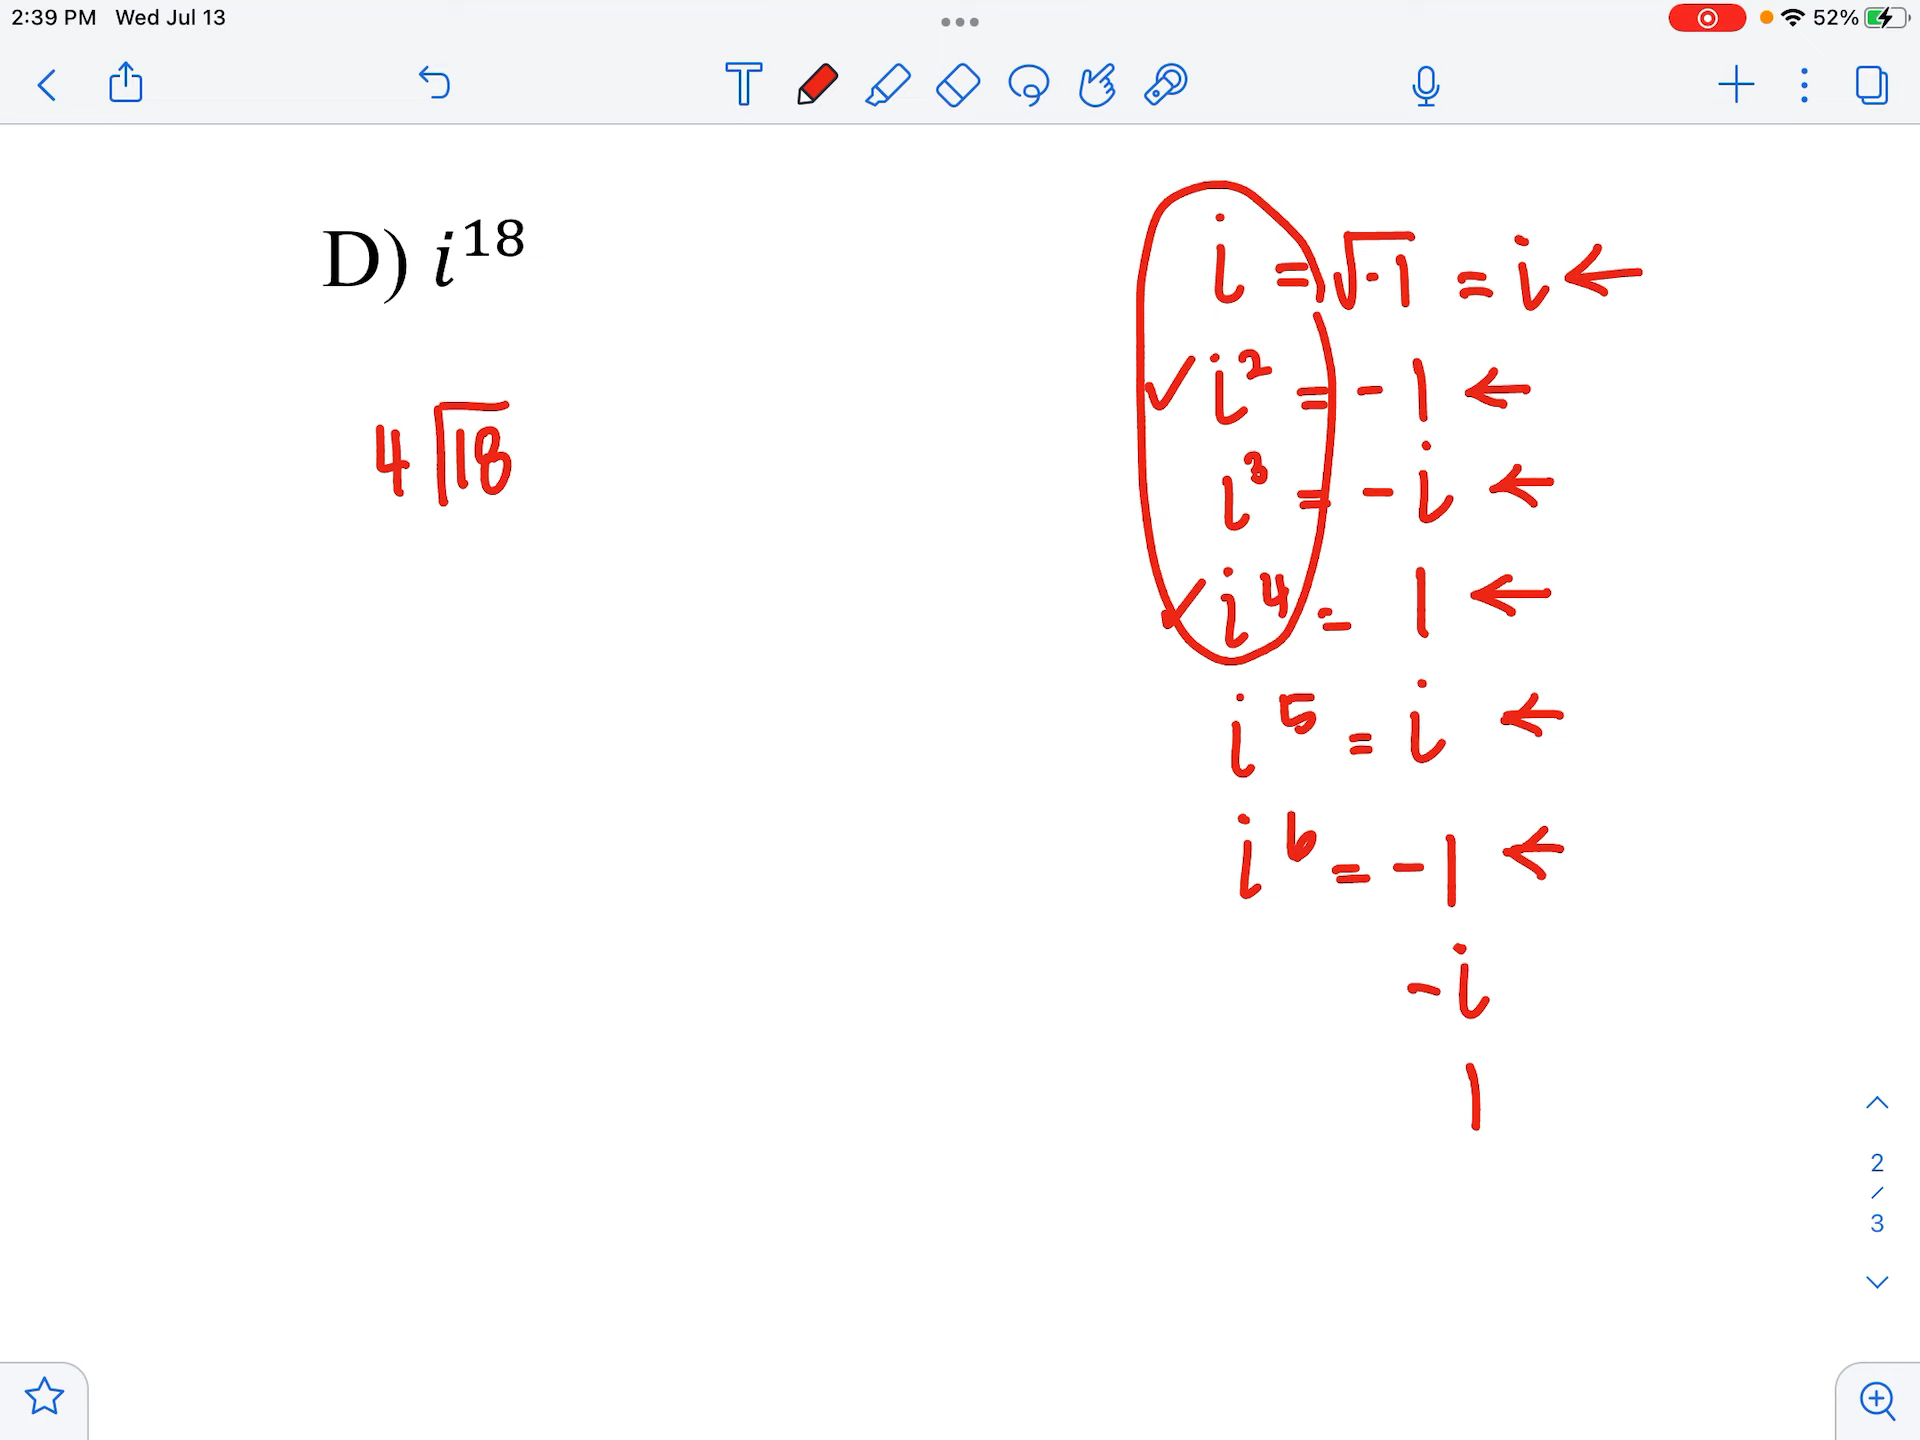 2:39 PM Wed Jul 13
52%
T
D) i¹⁸
4 √18
i = √-1 = i ←
✓ i² = -1 ←
i³ = -i ←
✓ i⁴ = 1 ←
i⁵ = i ←
i⁶ = -1 ←
-i
1
2
/
3